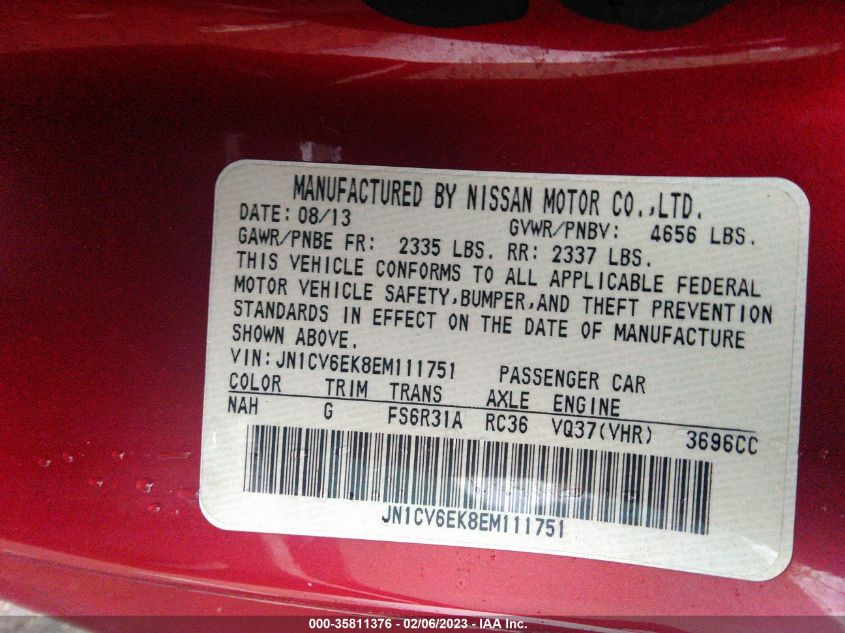 MANUFACTURED BY NISSAN MOTOR CO.,LTD.
DATE: 08/13 GVWR/PNBV: 4656 LBS.
GAWR/PNBE FR: 2335 LBS. RR: 2337 LBS.
THIS VEHICLE CONFORMS TO ALL APPLICABLE FEDERAL
MOTOR VEHICLE SAFETY,BUMPER,AND THEFT PREVENTION
STANDARDS IN EFFECT ON THE DATE OF MANUFACTURE
SHOWN ABOVE.
VIN:JN1CV6EK8EM111751 PASSENGER CAR
COLOR TRIM TRANS AXLE ENGINE
NAH G FS6R31A RC36 VQ37(VHR) 3696CC
JN1CV6EK8EM111751
000-35811376 - 02/06/2023 - IAA Inc.